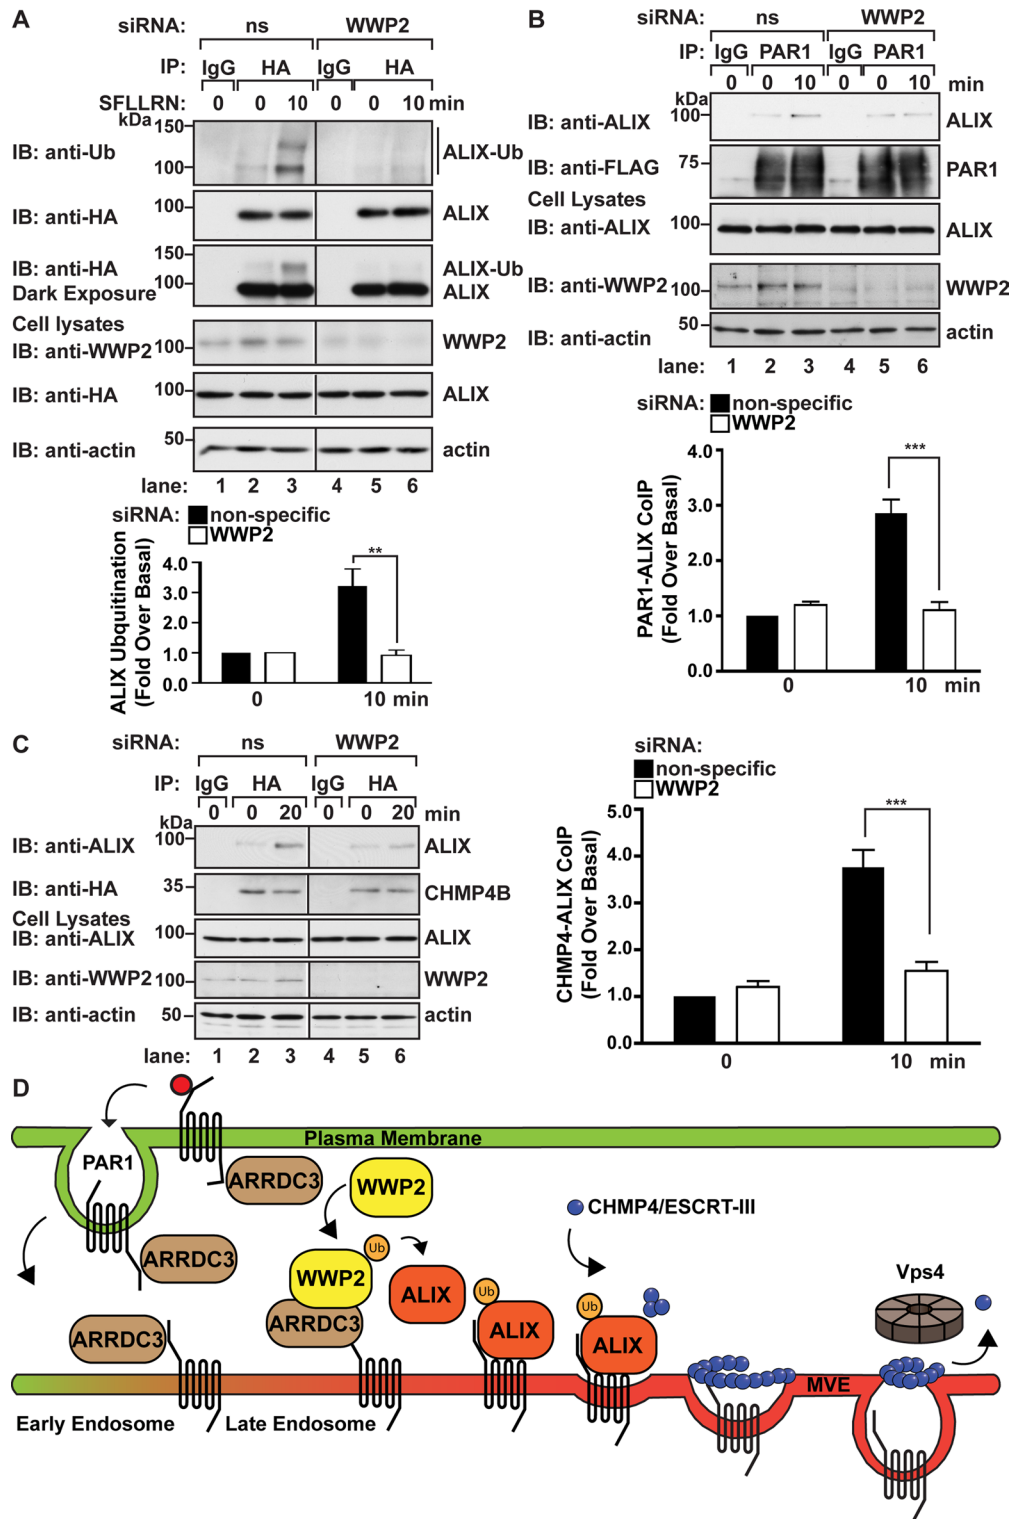 A
siRNA: ns WWP2
IP: IgG HA IgG HA
SFLLRN: 0 0 10 0 0 10 min
kDa
150
IB: anti-Ub ALIX-Ub
100
100
IB: anti-HA ALIX
150
IB: anti-HA ALIX-Ub
100
Dark Exposure ALIX
Cell lysates
IB: anti-WWP2 100 WWP2
IB: anti-HA 100 ALIX
50
IB: anti-actin actin
lane: 1 2 3 4 5 6
siRNA: non-specific
WWP2
ALIX Ubquitination
(Fold Over Basal)
4.0
3.0
2.0
1.0
0.0
**
0 10 min
B
siRNA: ns WWP2
IP: IgG PAR1 IgG PAR1
0 0 10 0 0 10 min
kDa
IB: anti-ALIX 100 ALIX
IB: anti-FLAG 75 PAR1
Cell Lysates
IB: anti-ALIX 100 ALIX
IB: anti-WWP2 100 WWP2
50
IB: anti-actin actin
lane: 1 2 3 4 5 6
siRNA: non-specific
WWP2
PAR1-ALIX CoIP
(Fold Over Basal)
4.0
3.0
2.0
1.0
0.0
***
0 10 min
C
siRNA: ns WWP2
IP: IgG HA IgG HA
0 0 20 0 0 20 min
kDa
100
IB: anti-ALIX ALIX
IB: anti-HA 35 CHMP4B
Cell Lysates
IB: anti-ALIX 100 ALIX
IB: anti-WWP2 100 WWP2
IB: anti-actin 50 actin
lane: 1 2 3 4 5 6
siRNA:
non-specific
WWP2
CHMP4-ALIX CoIP
(Fold Over Basal)
5.0
4.0
3.0
2.0
1.0
0.0
***
0 10 min
D
Plasma Membrane
PAR1
ARRDC3
WWP2
CHMP4/ESCRT-III
ARRDC3
WWP2
Ub
ALIX
Ub
Ub
Vps4
ARRDC3
ARRDC3
ALIX
ALIX
MVE
Early Endosome
Late Endosome